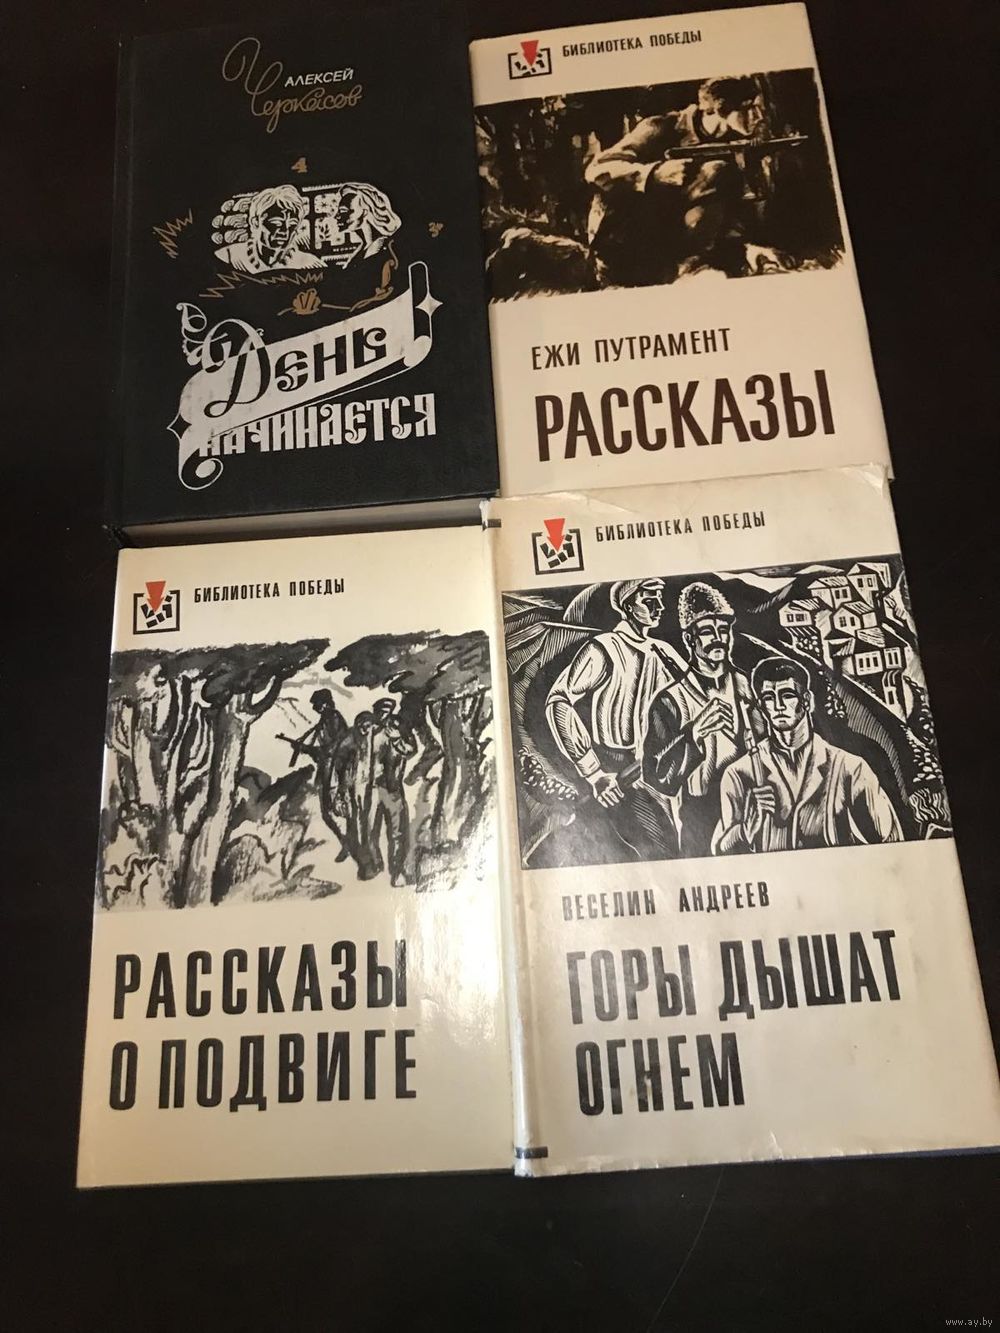 АЛЕКСЕЙ
Черкасов
4
День
начинается
БИБЛИОТЕКА ПОБЕДЫ
ЕЖИ ПУТРАМЕНТ
РАССКАЗЫ
БИБЛИОТЕКА ПОБЕДЫ
РАССКАЗЫ
О ПОДВИГЕ
БИБЛИОТЕКА ПОБЕДЫ
ВЕСЕЛИН АНДРЕЕВ
ГОРЫ ДЫШАТ
ОГНЕМ
www.ay.by